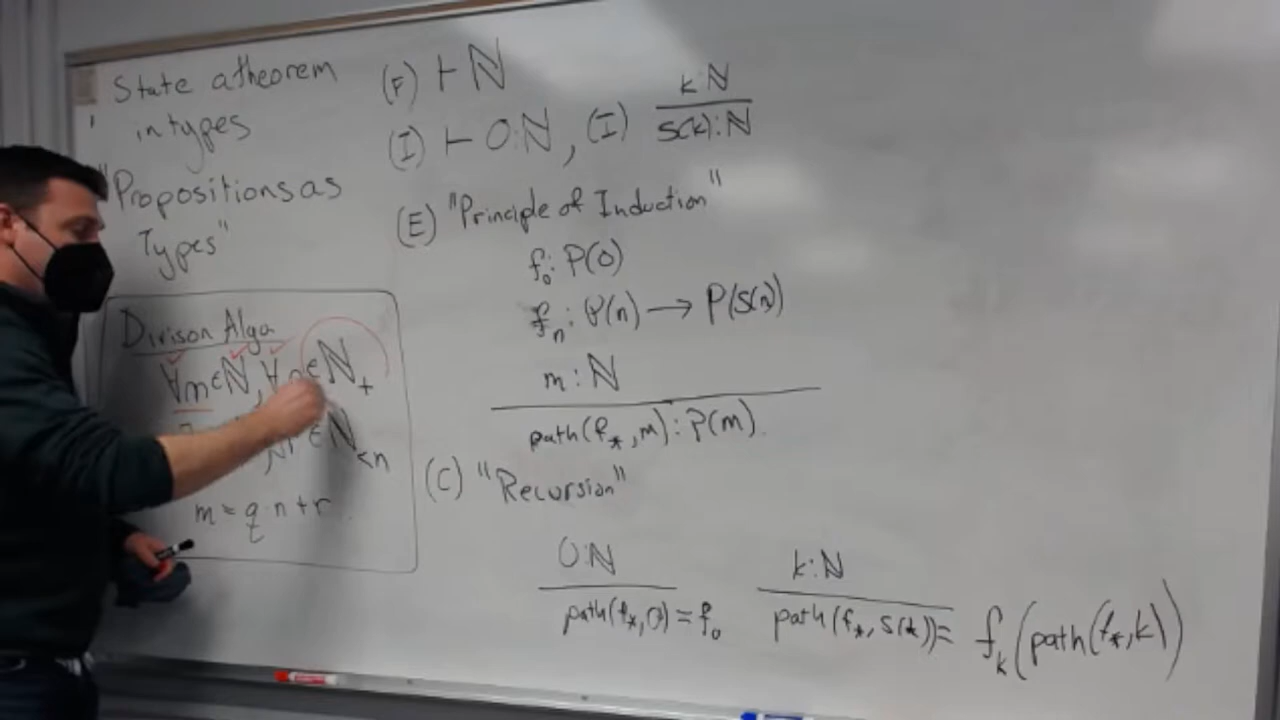 State a theorem
in types
"Propositions as
Types"
Divison Alga
∀m∈ℕ, ∀n∈ℕ₊
r∈ℕ<n
m = q·n+r
(F) ⊢ ℕ
(I) ⊢ 0:ℕ, (I) k:ℕ
S(k):ℕ
(E) "Principle of Induction"
f₀: P(0)
fₙ: P(n) → P(S(n))
m : ℕ
path(f*, m) : P(m).
(C) "Recursion"
0:ℕ
path(f*, 0) = f₀
k:ℕ
path(f*, S(k)) = fₖ(path(f*, k))